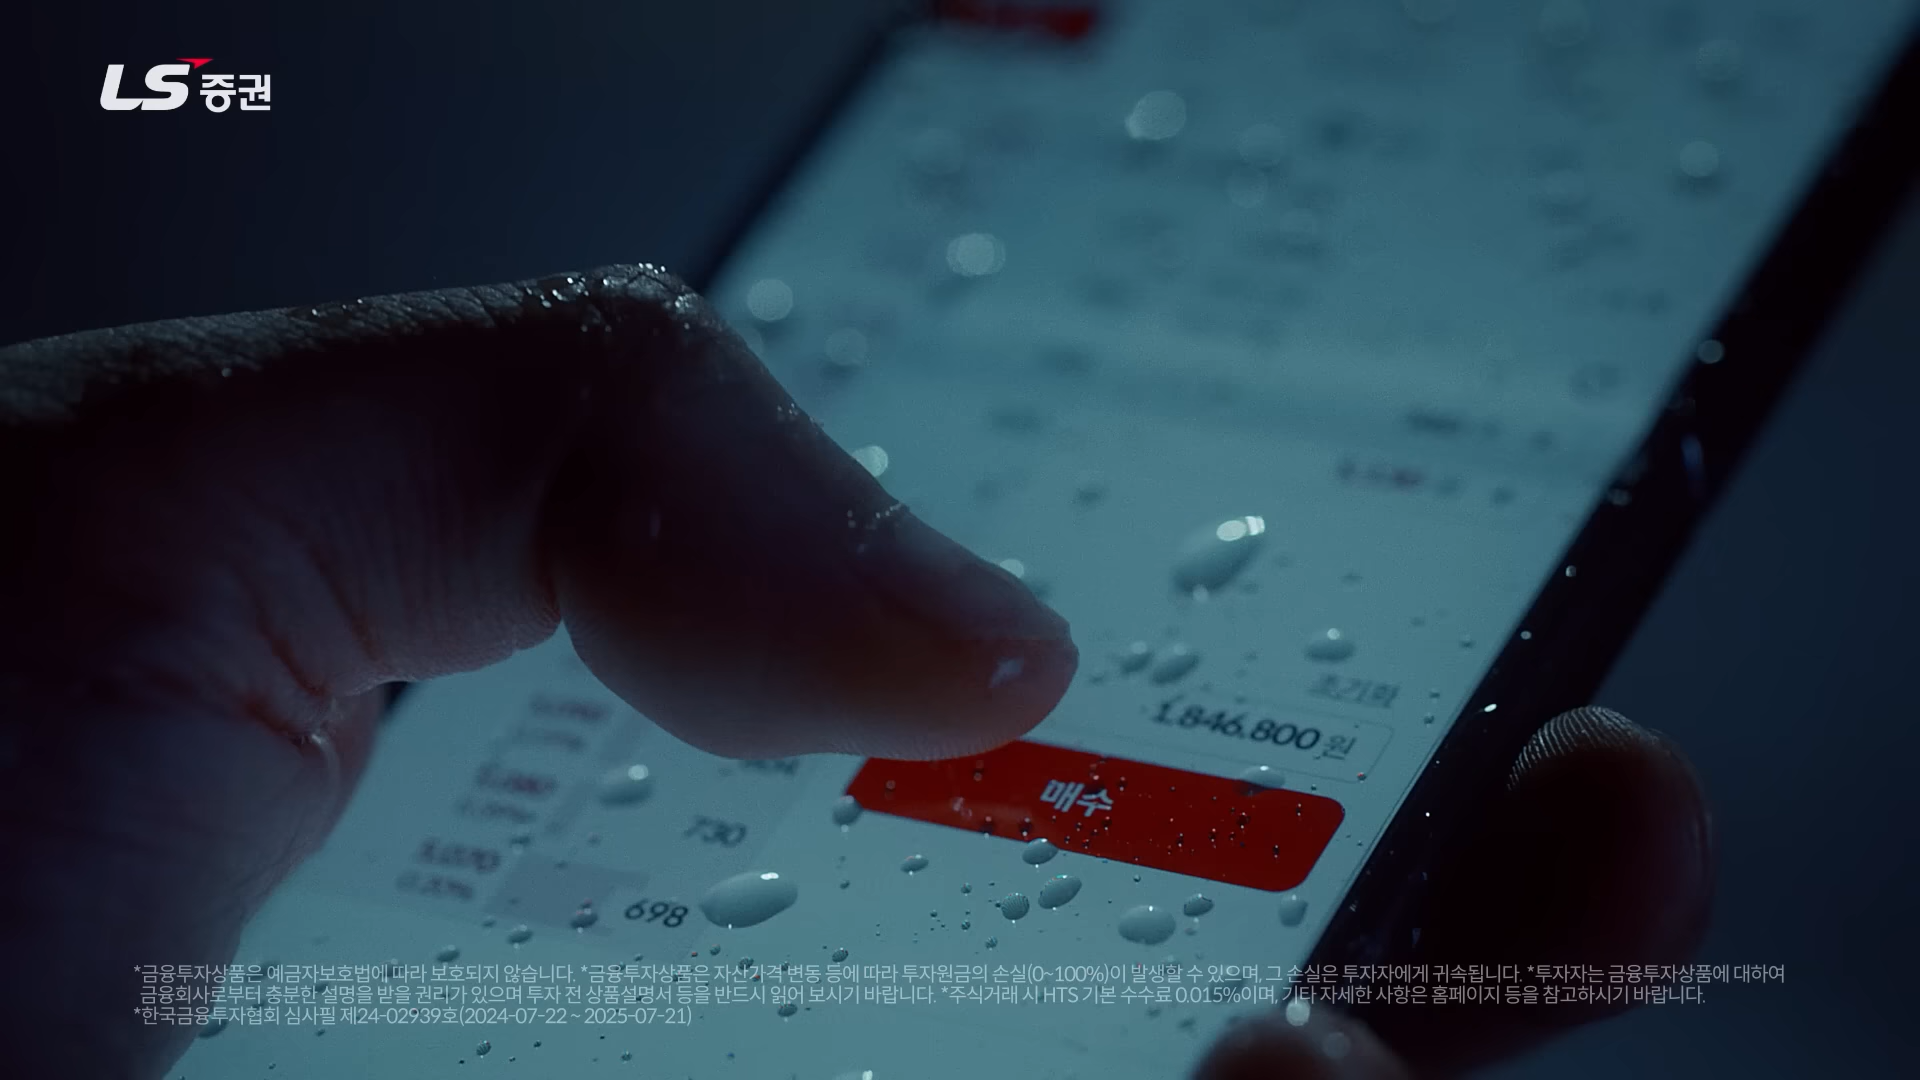 LS증권
초기화
1,846,800 원
매수
730
5,070
0.00%
698
*금융투자상품은 예금자보호법에 따라 보호되지 않습니다. *금융투자상품은 자산가격 변동 등에 따라 투자원금의 손실(0~100%)이 발생할 수 있으며, 그 손실은 투자자에게 귀속됩니다. *투자자는 금융투자상품에 대하여
금융회사로부터 충분한 설명을 받을 권리가 있으며 투자 전 상품설명서 등을 반드시 읽어 보시기 바랍니다. *주식거래 시 HTS 기본 수수료 0.015%이며, 기타 자세한 사항은 홈페이지 등을 참고하시기 바랍니다.
*한국금융투자협회 심사필 제24-02939호(2024-07-22 ~ 2025-07-21)